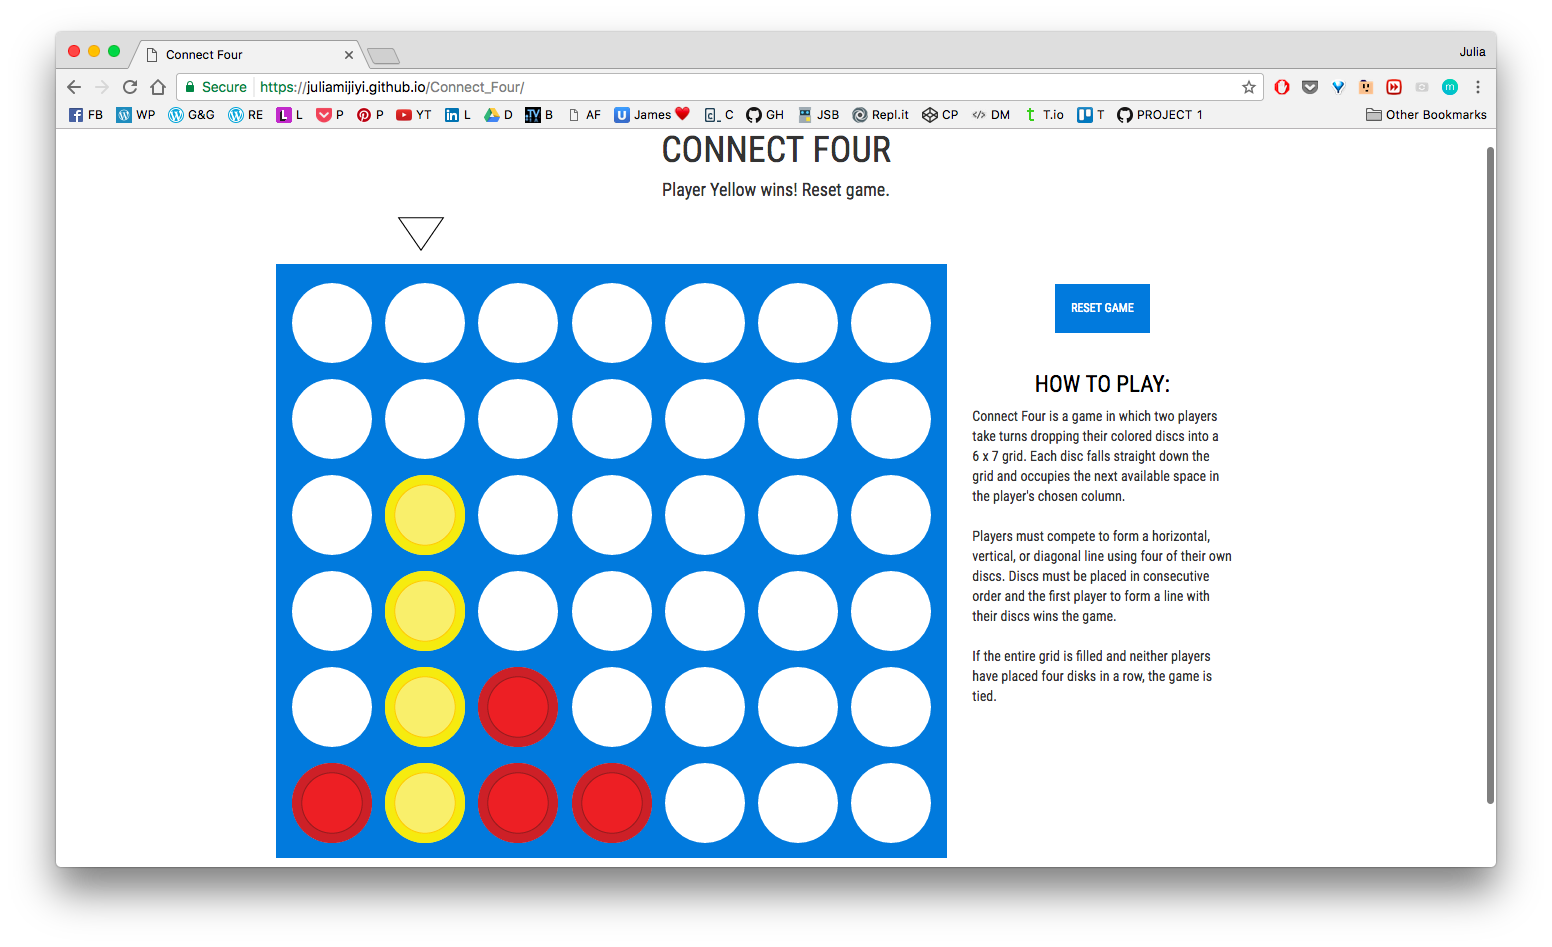 Connect Four
Julia
Secure https://juliamijiyi.github.io/Connect_Four/
FB WP G&G RE L P P YT L D B AF James C GH JSB Repl.it CP DM T.io T PROJECT 1 Other Bookmarks
CONNECT FOUR
Player Yellow wins! Reset game.
RESET GAME
HOW TO PLAY:
Connect Four is a game in which two players
take turns dropping their colored discs into a
6 x 7 grid. Each disc falls straight down the
grid and occupies the next available space in
the player's chosen column.
Players must compete to form a horizontal,
vertical, or diagonal line using four of their own
discs. Discs must be placed in consecutive
order and the first player to form a line with
their discs wins the game.
If the entire grid is filled and neither players
have placed four disks in a row, the game is
tied.